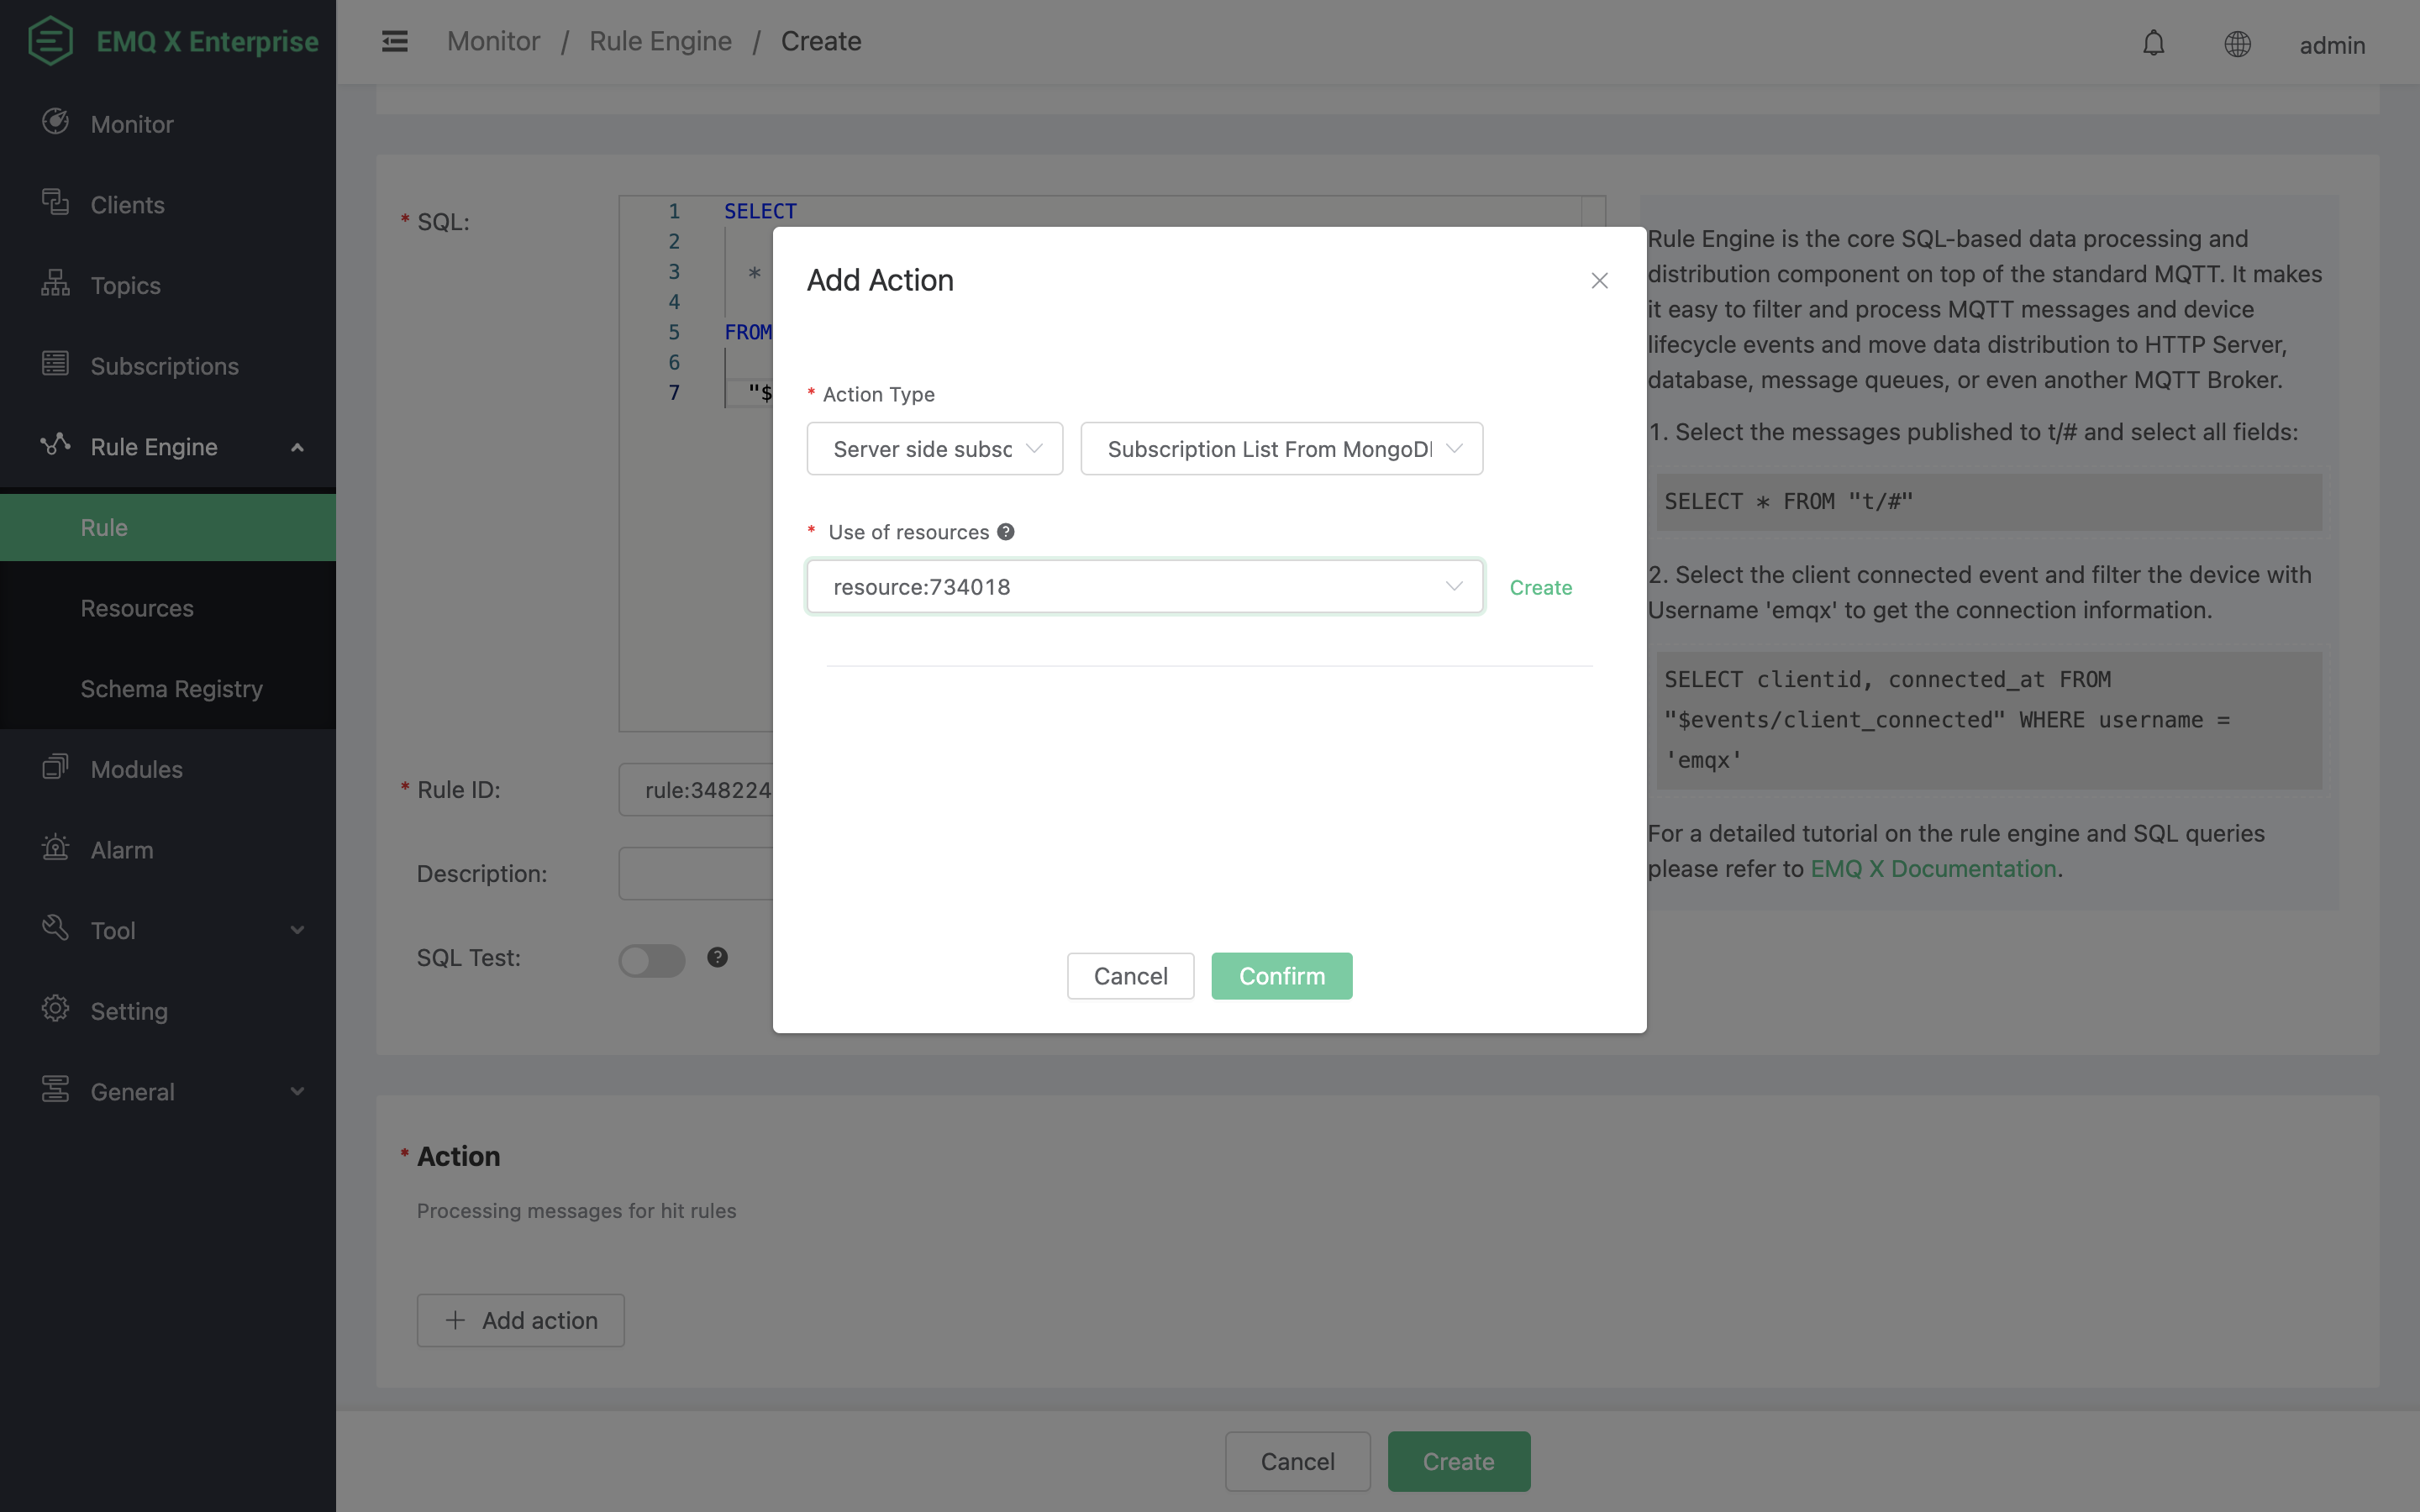 EMQ X Enterprise
Monitor / Rule Engine / Create
admin
Monitor
Clients
Topics
Subscriptions
Rule Engine
Rule
Resources
Schema Registry
Modules
Alarm
Tool
Setting
General
* SQL:
1 SELECT
2
3 *
4
5 FROM
6
7 "$
* Rule ID:
rule:348224
Description:
SQL Test:
Add Action
* Action Type
Server side subsc
Subscription List From MongoDB
* Use of resources
resource:734018
Create
Cancel
Confirm
Rule Engine is the core SQL-based data processing and
distribution component on top of the standard MQTT. It makes
it easy to filter and process MQTT messages and device
lifecycle events and move data distribution to HTTP Server,
database, message queues, or even another MQTT Broker.
1. Select the messages published to t/# and select all fields:
SELECT * FROM "t/#"
2. Select the client connected event and filter the device with
Username 'emqx' to get the connection information.
SELECT clientid, connected_at FROM
"$events/client_connected" WHERE username =
'emqx'
For a detailed tutorial on the rule engine and SQL queries
please refer to EMQ X Documentation.
* Action
Processing messages for hit rules
+ Add action
Cancel
Create